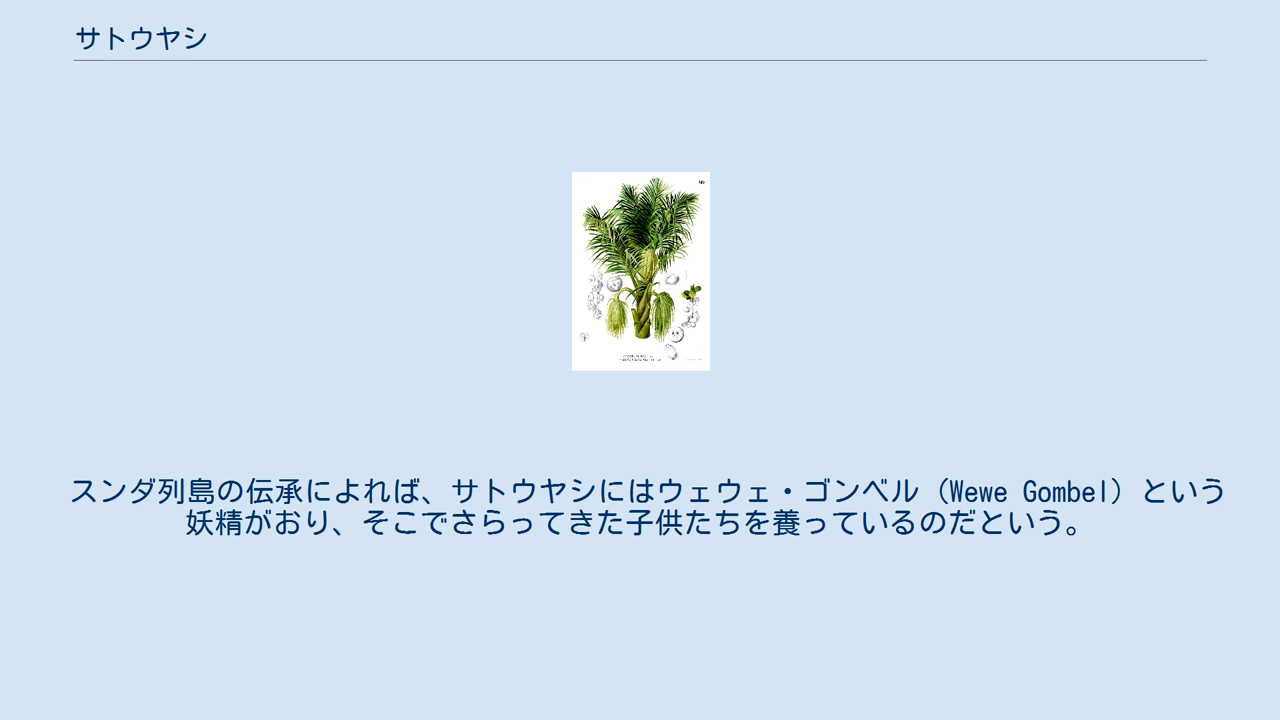 サトウヤシ
スンダ列島の伝承によれば、サトウヤシにはウェウェ・ゴンベル (Wewe Gombel) という
妖精がおり、そこでさらってきた子供たちを養っているのだという。